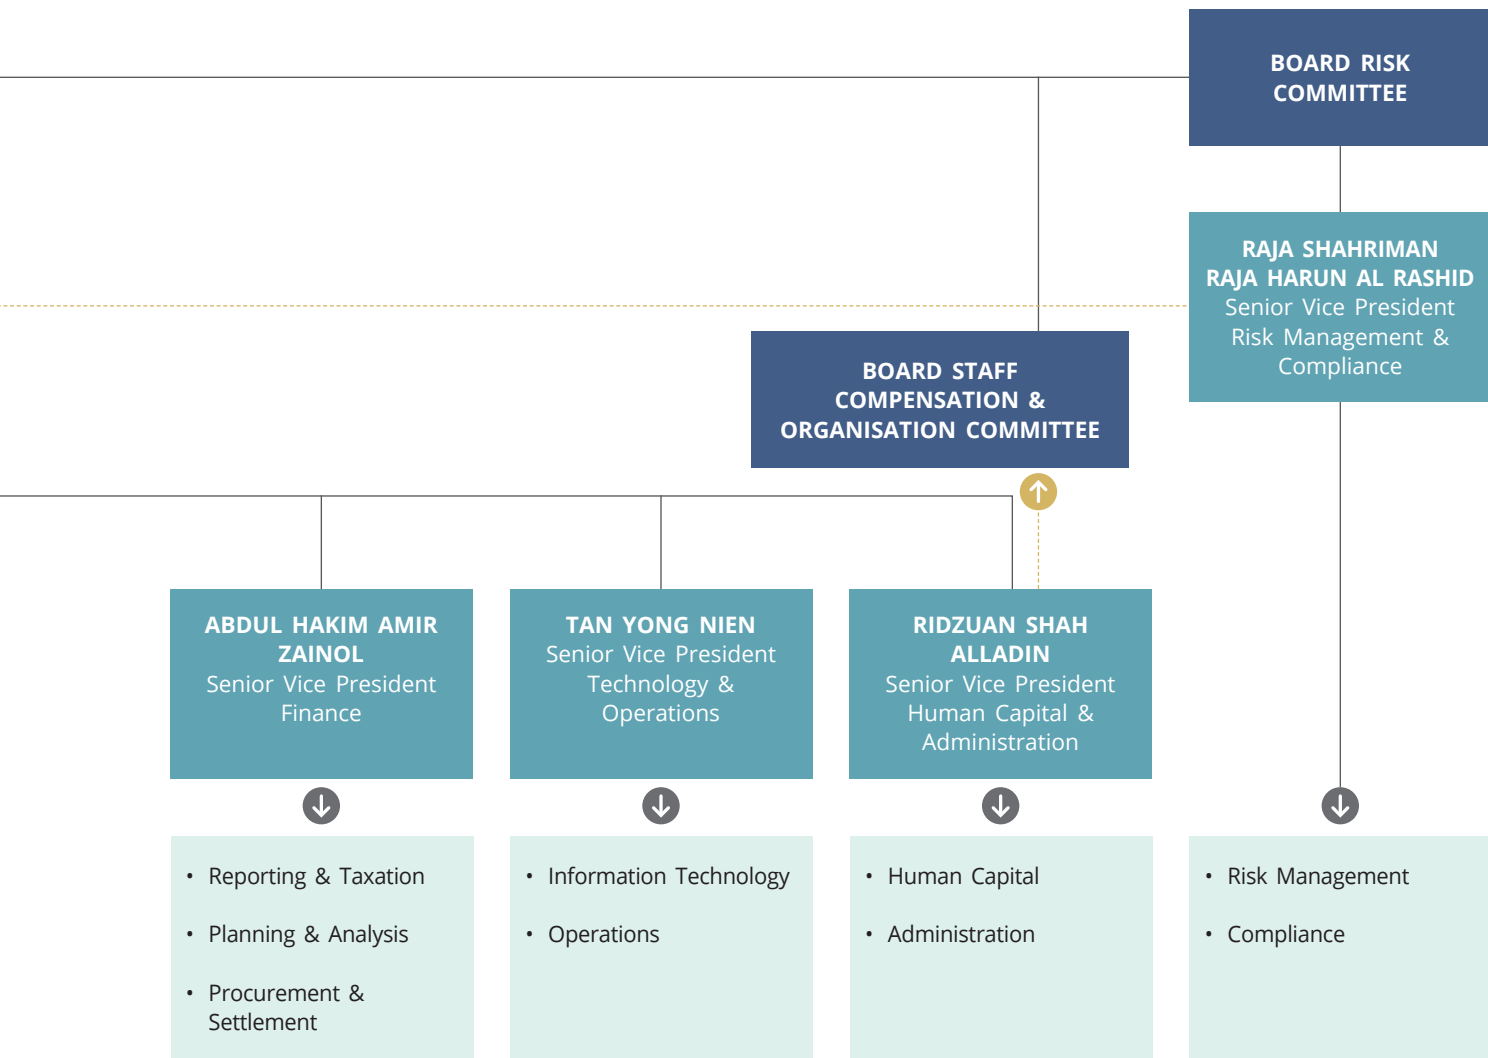 BOARD RISK
COMMITTEE
RAJA SHAHRIMAN
RAJA HARUN AL RASHID
Senior Vice President
Risk Management &
Compliance
BOARD STAFF
COMPENSATION &
ORGANISATION COMMITTEE
ABDUL HAKIM AMIR
ZAINOL
Senior Vice President
Finance
TAN YONG NIEN
Senior Vice President
Technology &
Operations
RIDZUAN SHAH
ALLADIN
Senior Vice President
Human Capital &
Administration
• Reporting & Taxation
• Planning & Analysis
• Procurement &
Settlement
• Information Technology
• Operations
• Human Capital
• Administration
• Risk Management
• Compliance